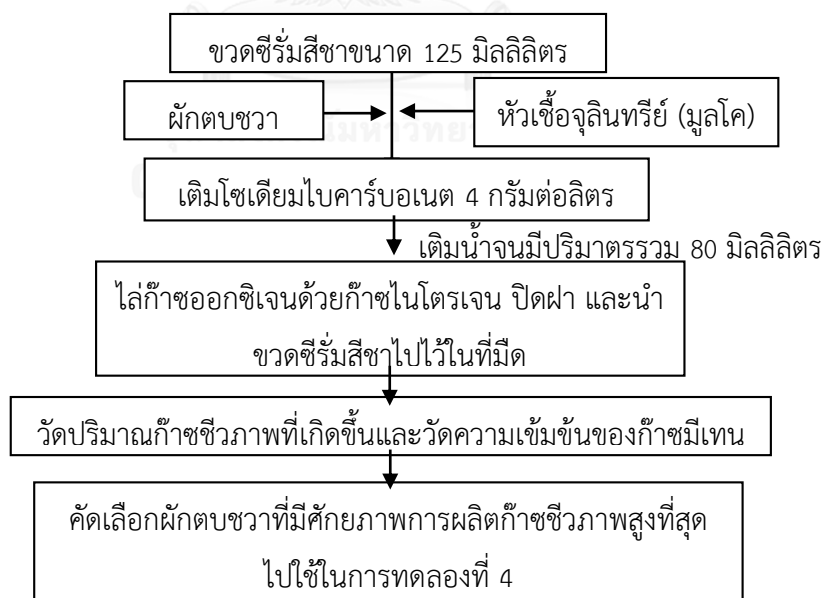 ขวดซีรั่มสีชาขนาด 125 มิลลิลิตร
ผักตบชวา
หัวเชื้อจุลินทรีย์ (มูลโค)
เติมโซเดียมไบคาร์บอเนต 4 กรัมต่อลิตร
เติมน้ำจนมีปริมาตรรวม 80 มิลลิลิตร
ไล่ก๊าซออกซิเจนด้วยก๊าซไนโตรเจน ปิดฝา และนำ
ขวดซีรั่มสีชาไปไว้ในที่มืด
วัดปริมาณก๊าซชีวภาพที่เกิดขึ้นและวัดความเข้มข้นของก๊าซมีเทน
คัดเลือกผักตบชวาที่มีศักยภาพการผลิตก๊าซชีวภาพสูงที่สุด
ไปใช้ในการทดลองที่ 4